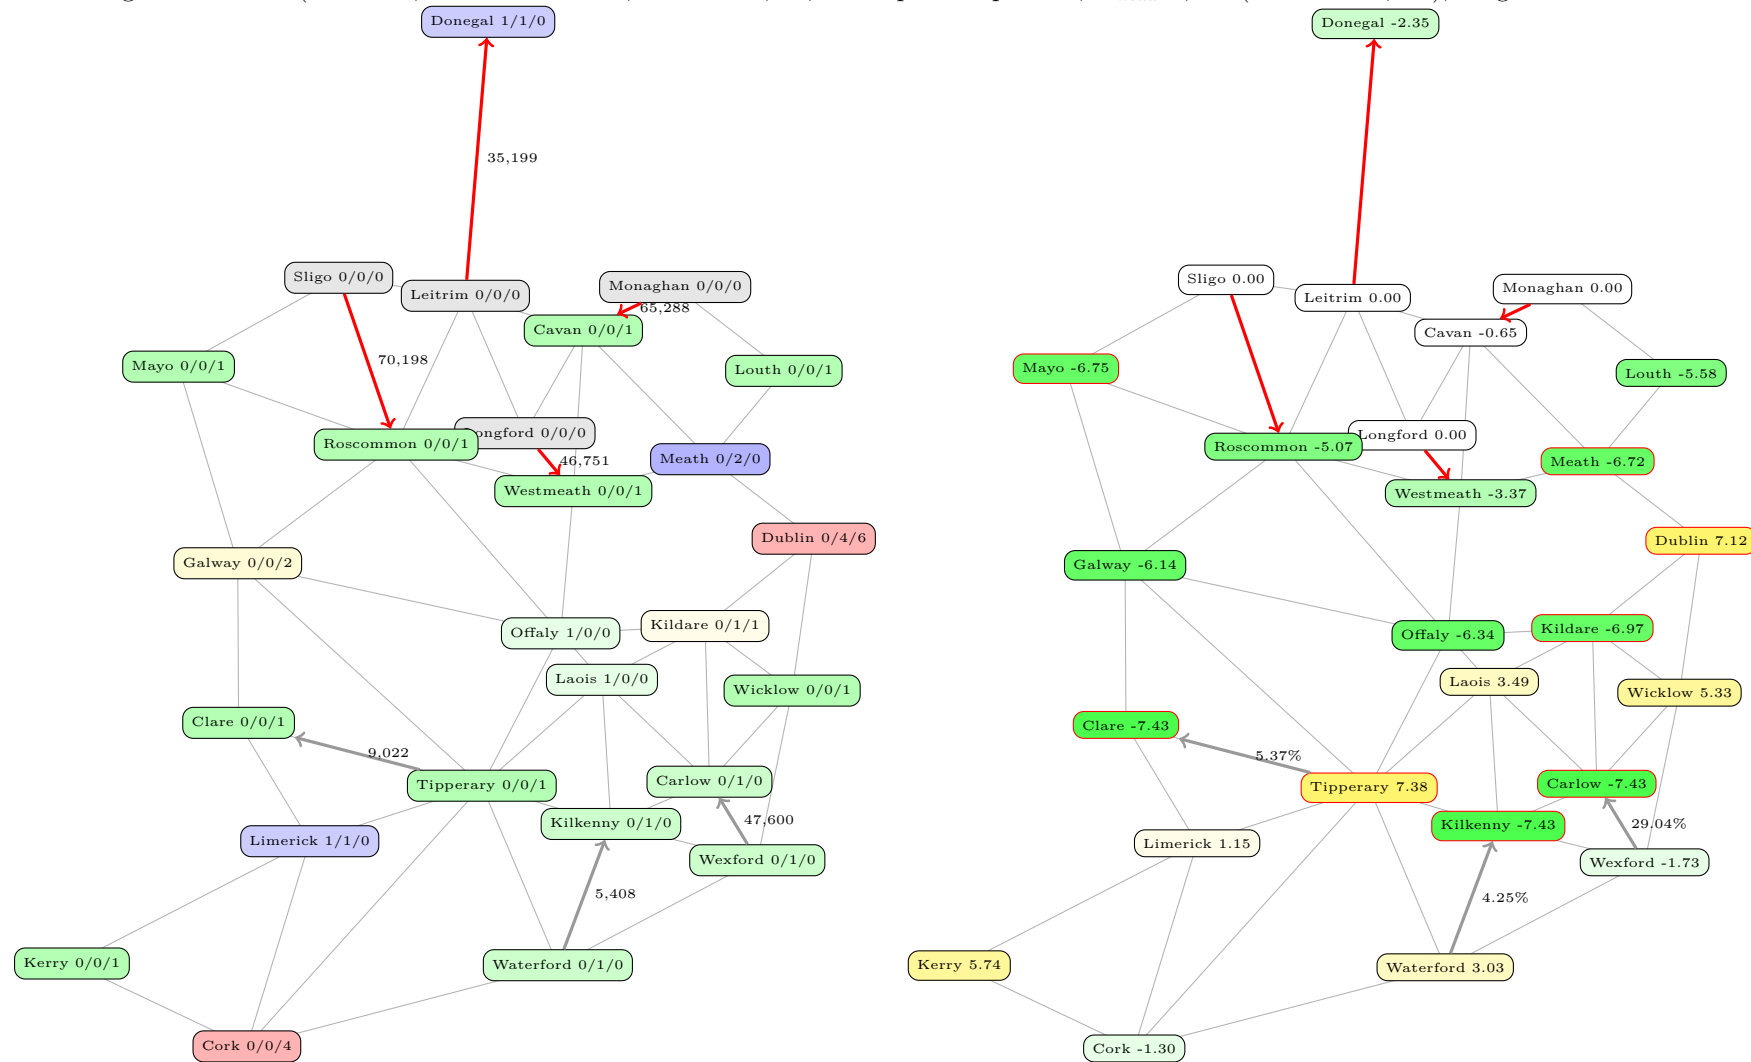 Donegal 1/1/0
35,199
Sligo 0/0/0
Leitrim 0/0/0
Monaghan 0/0/0
65,288
Cavan 0/0/1
Mayo 0/0/1
70,198
Louth 0/0/1
Longford 0/0/0
Roscommon 0/0/1
46,751
Meath 0/2/0
Westmeath 0/0/1
Dublin 0/4/6
Galway 0/0/2
Offaly 1/0/0
Kildare 0/1/1
Laois 1/0/0
Wicklow 0/0/1
Clare 0/0/1
9,022
Tipperary 0/0/1
Carlow 0/1/0
Kilkenny 0/1/0
47,600
Limerick 1/1/0
Wexford 0/1/0
5,408
Kerry 0/0/1
Waterford 0/1/0
Cork 0/0/4
Donegal -2.35
Sligo 0.00
Leitrim 0.00
Monaghan 0.00
Cavan -0.65
Mayo -6.75
Louth -5.58
Longford 0.00
Roscommon -5.07
Meath -6.72
Westmeath -3.37
Dublin 7.12
Galway -6.14
Offaly -6.34
Kildare -6.97
Laois 3.49
Wicklow 5.33
Clare -7.43
5.37%
Tipperary 7.38
Carlow -7.43
Kilkenny -7.43
29.04%
Limerick 1.15
Wexford -1.73
4.25%
Kerry 5.74
Waterford 3.03
Cork -1.30